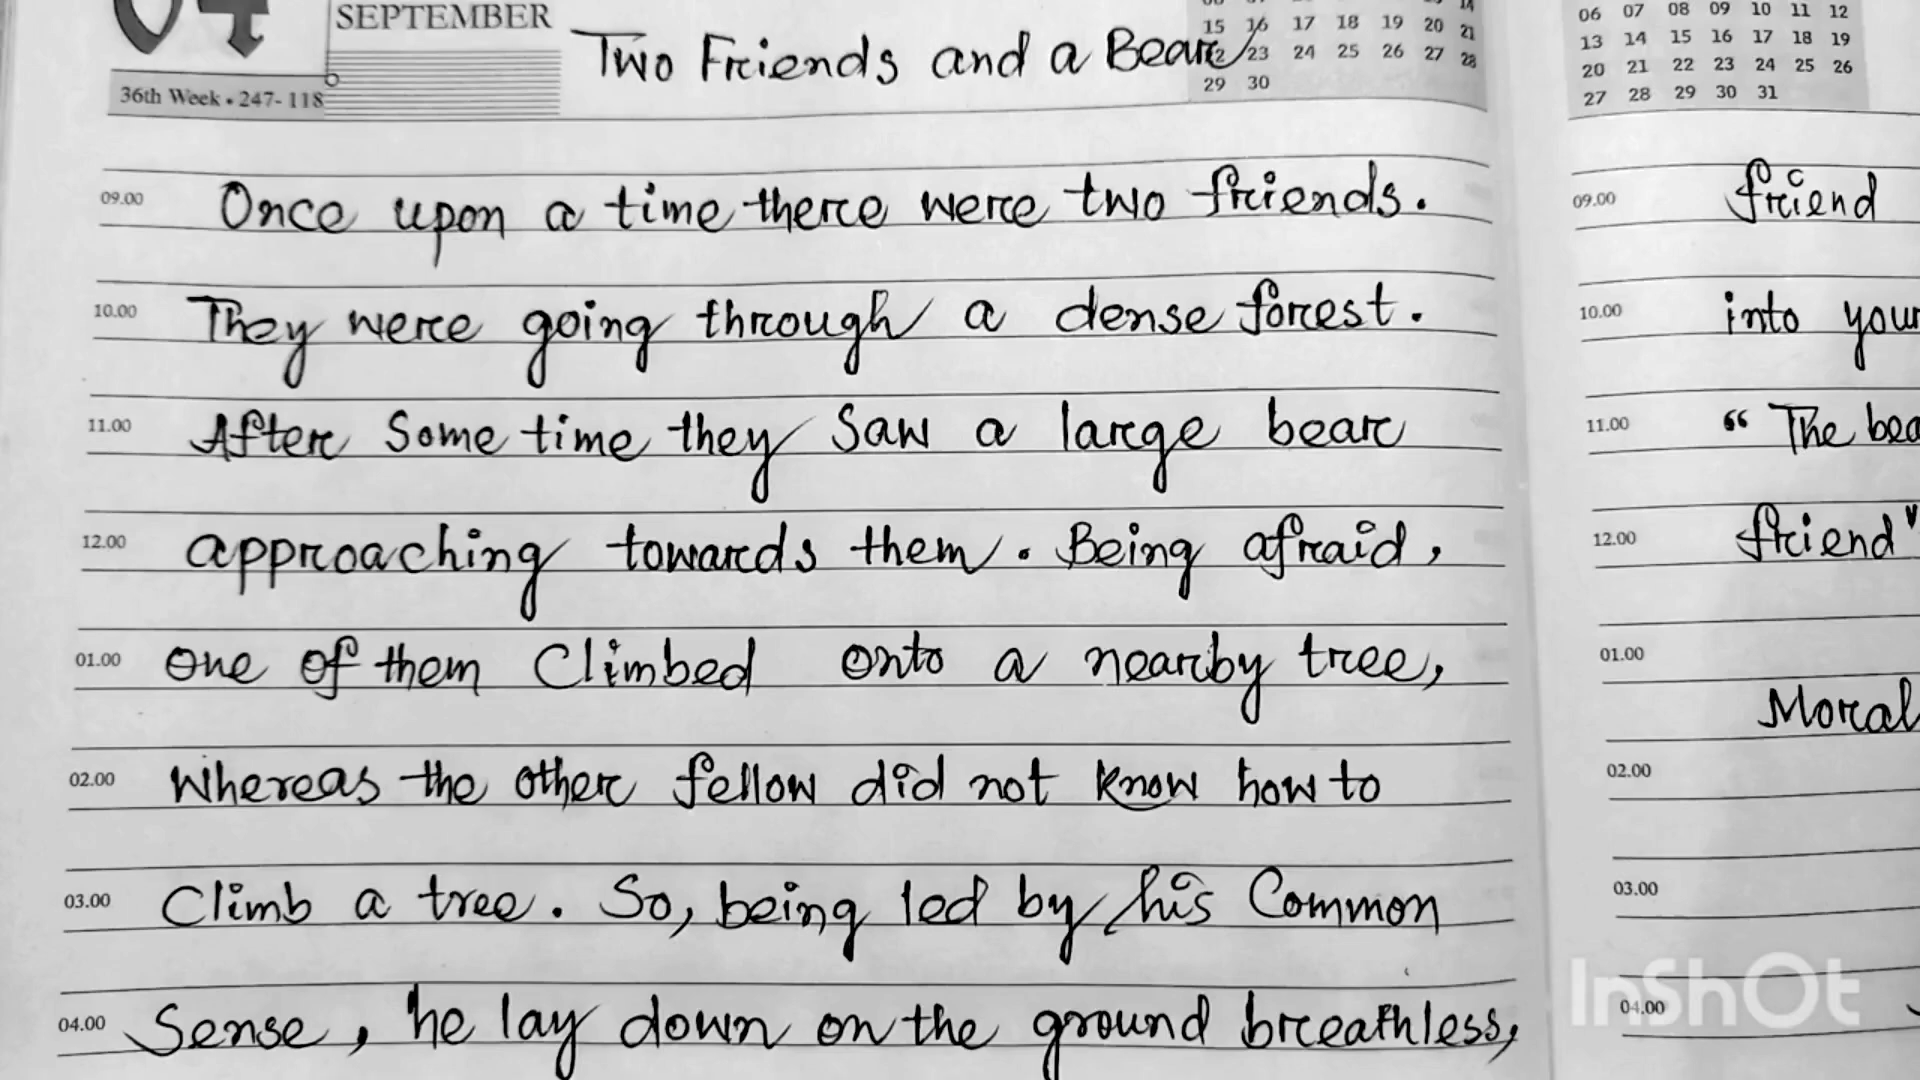 04
SEPTEMBER
36th Week • 247-118
Two Friends and a Bear
15 16 17 18 19 20 21
22 23 24 25 26 27 28
29 30
09.00 Once upon a time there were two friends.
10.00 They were going through a dense forest.
11.00 After some time they saw a large bear
12.00 approaching towards them. Being afraid,
01.00 one of them climbed onto a nearby tree,
02.00 Whereas the other fellow did not know how to
03.00 Climb a tree. So, being led by his Common
04.00 Sense, he lay down on the ground breathless,
06 07 08 09 10 11 12
13 14 15 16 17 18 19
20 21 22 23 24 25 26
27 28 29 30 31
09.00 friend
10.00 into your
11.00 "The bea
12.00 friend"
01.00
Moral
02.00
03.00
04.00
InShOt